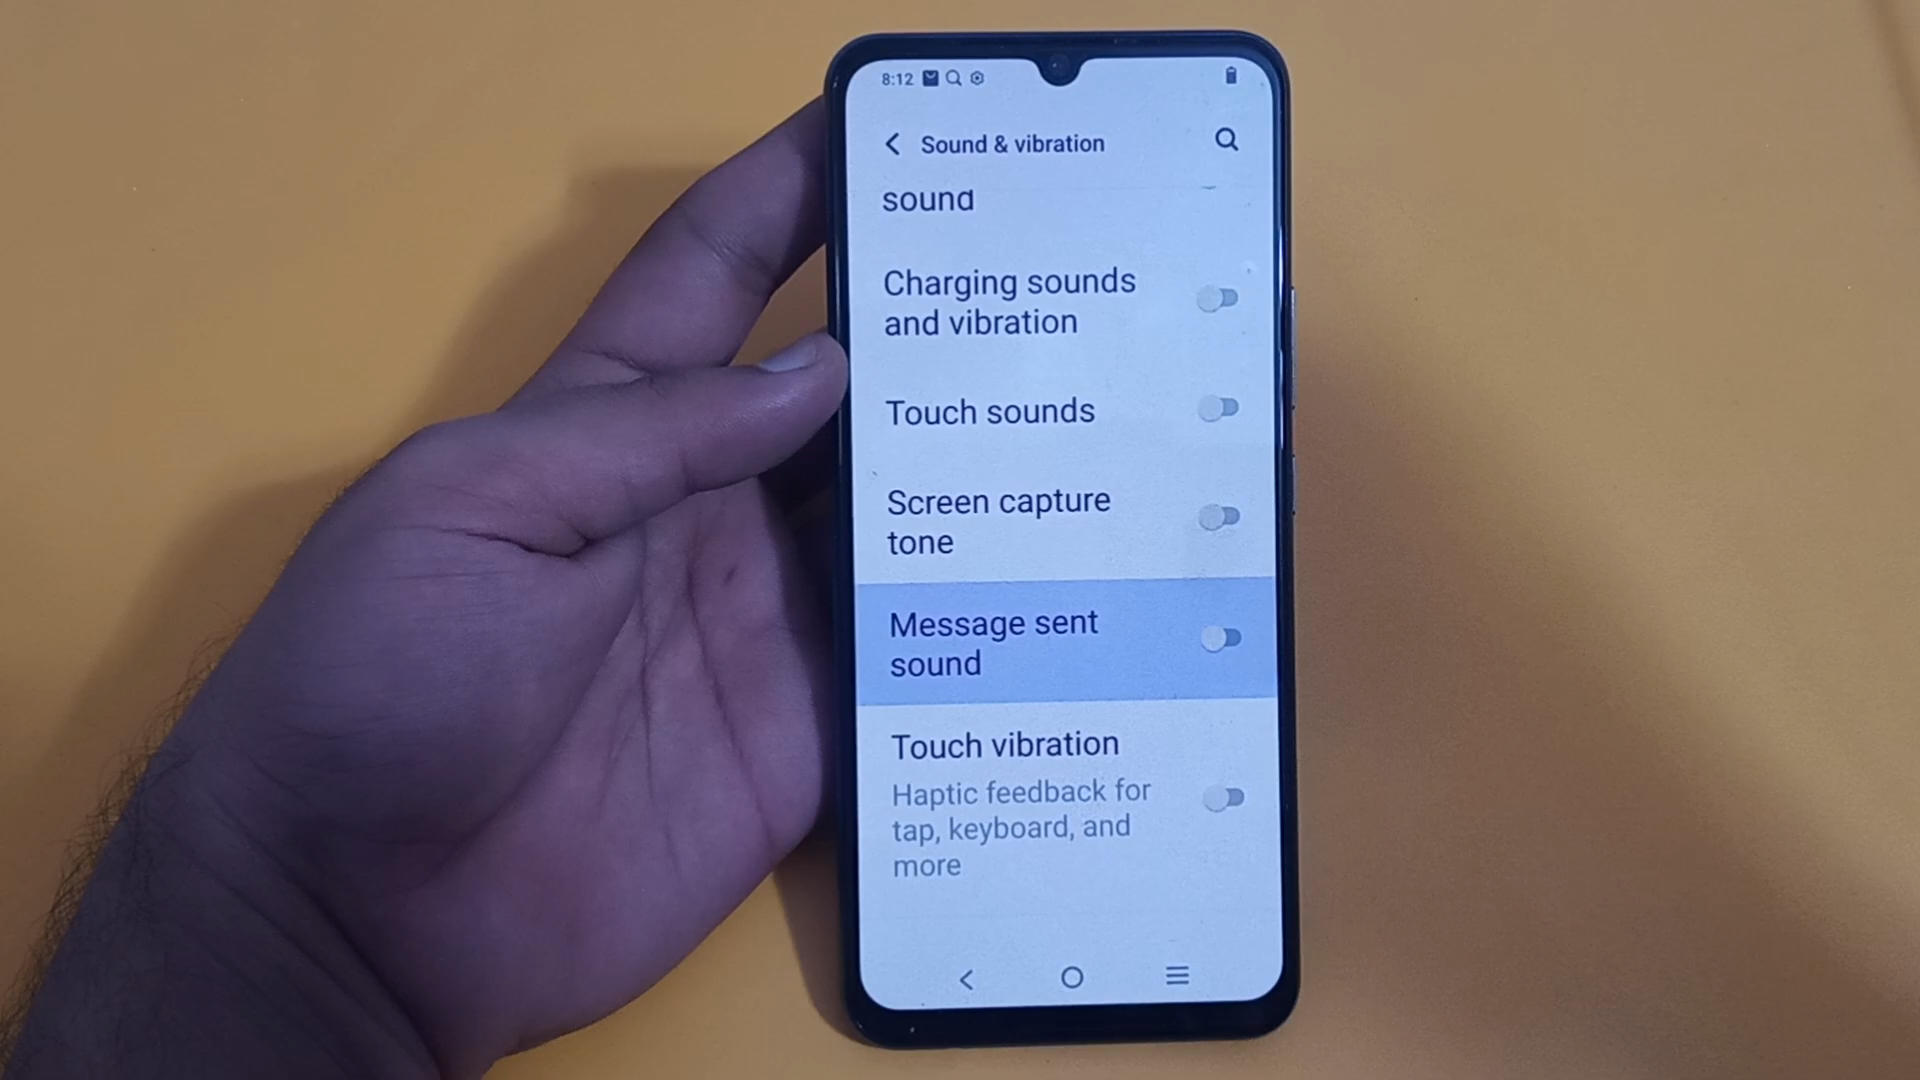 8:12
Sound & vibration
sound
Charging sounds
and vibration
Touch sounds
Screen capture
tone
Message sent
sound
Touch vibration
Haptic feedback for
tap, keyboard, and
more